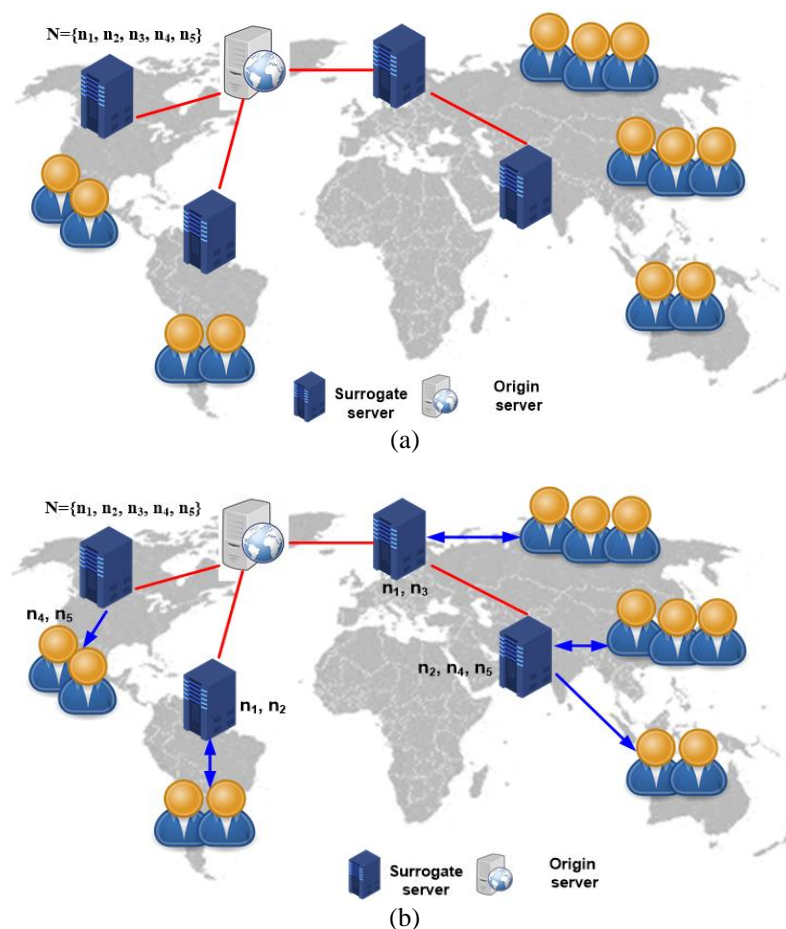 N={n₁, n₂, n₃, n₄, n₅}
Surrogate
server
Origin
server
(a)
N={n₁, n₂, n₃, n₄, n₅}
n₁, n₃
n₄, n₅
n₂, n₄, n₅
n₁, n₂
Surrogate
server
Origin
server
(b)